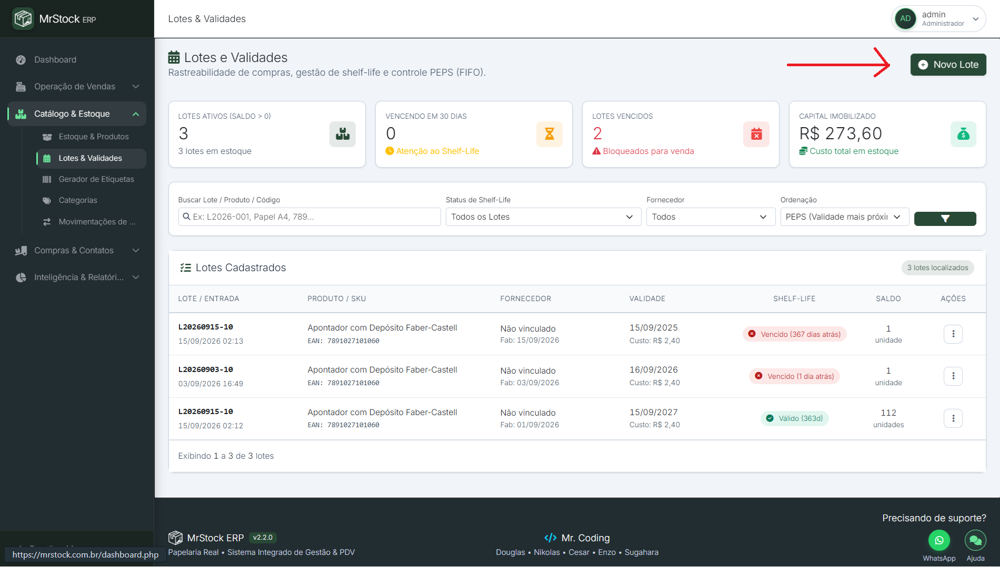 MrStock ERP
Lotes & Validades
AD
admin
Administrador
Dashboard
Operação de Vendas
Catálogo & Estoque
Estoque & Produtos
Lotes & Validades
Gerador de Etiquetas
Categorias
Movimentações de ...
Compras & Contatos
Inteligência & Relatóri...
https://mrstock.com.br/dashboard.php
Lotes e Validades
Rastreabilidade de compras, gestão de shelf-life e controle PEPS (FIFO).
Novo Lote
LOTES ATIVOS (SALDO > 0)
3
3 lotes em estoque
VENCENDO EM 30 DIAS
0
Atenção ao Shelf-Life
LOTES VENCIDOS
2
Bloqueados para venda
CAPITAL IMOBILIZADO
R$ 273,60
Custo total em estoque
Buscar Lote / Produto / Código
Ex: L2026-001, Papel A4, 789...
Status de Shelf-Life
Todos os Lotes
Fornecedor
Todos
Ordenação
PEPS (Validade mais próxi
Lotes Cadastrados
3 lotes localizados
LOTE / ENTRADA PRODUTO / SKU FORNECEDOR VALIDADE SHELF-LIFE SALDO AÇÕES
L20260915-10 Apontador com Depósito Faber-Castell Não vinculado 15/09/2025 Vencido (367 dias atrás) 1
15/09/2026 02:13 EAN: 7891027101060 Fab: 15/09/2026 Custo: R$ 2,40 unidade
L20260903-10 Apontador com Depósito Faber-Castell Não vinculado 16/09/2026 Vencido (1 dia atrás) 1
03/09/2026 16:49 EAN: 7891027101060 Fab: 03/09/2026 Custo: R$ 2,40 unidade
L20260915-10 Apontador com Depósito Faber-Castell Não vinculado 15/09/2027 Válido (363d) 112
15/09/2026 02:12 EAN: 7891027101060 Fab: 01/09/2026 Custo: R$ 2,40 unidades
Exibindo 1 a 3 de 3 lotes
MrStock ERP v2.2.0
Papelaria Real • Sistema Integrado de Gestão & PDV
</> Mr. Coding
Douglas • Nikolas • Cesar • Enzo • Sugahara
Precisando de suporte?
WhatsApp
Ajuda